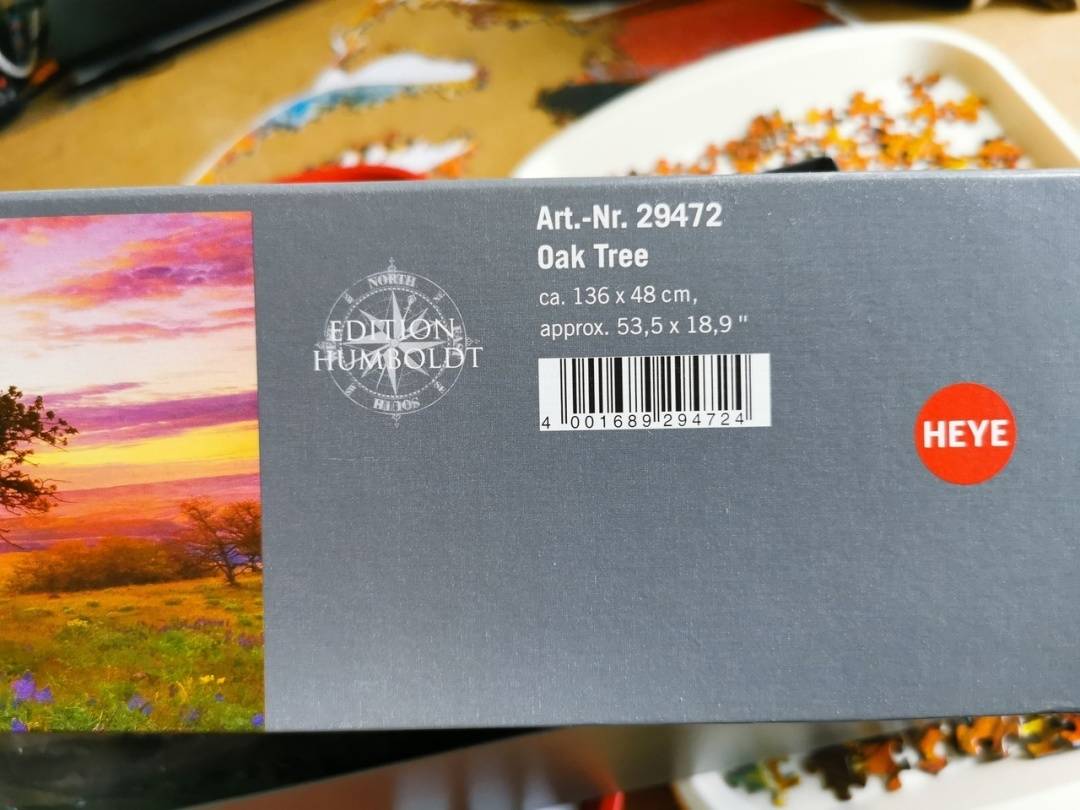 Art.-Nr. 29472
Oak Tree
ca. 136 x 48 cm,
approx. 53,5 x 18,9 "
NORTH
EDITION
HUMBOLDT
SOUTH
4 001689 294724
HEYE